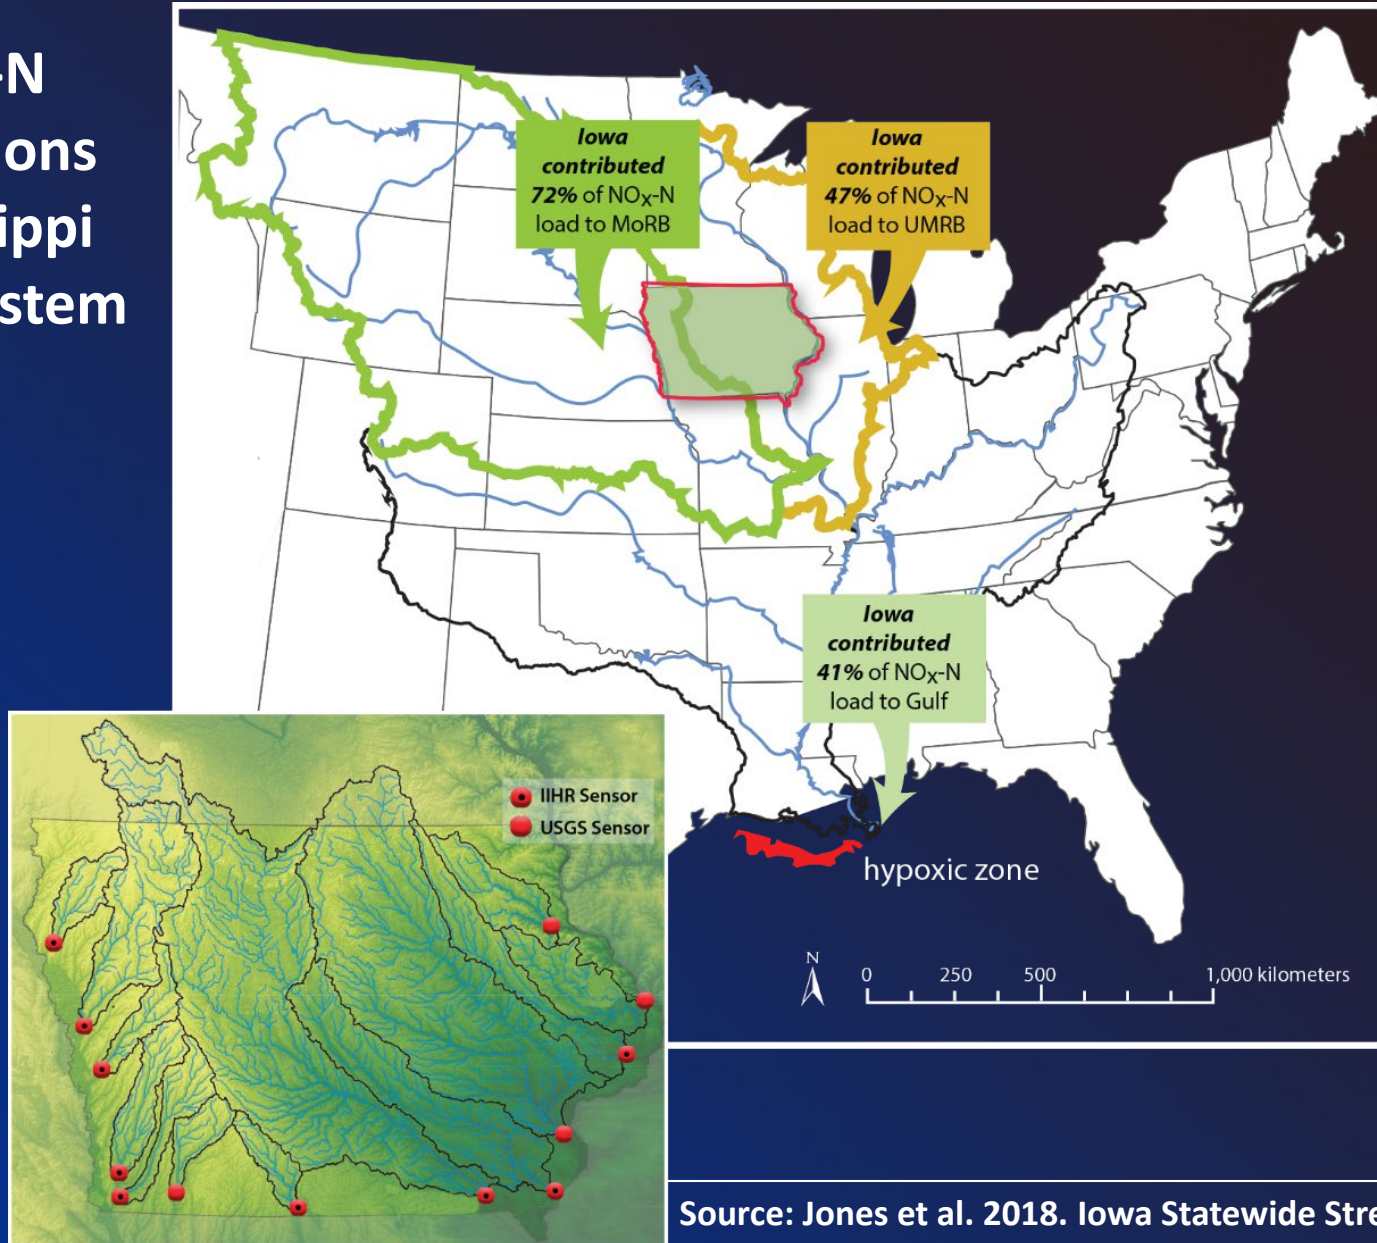 -N
ons
ippi
stem
Iowa
contributed
72% of NOx-N
load to MoRB
Iowa
contributed
47% of NOx-N
load to UMRB
Iowa
contributed
41% of NOx-N
load to Gulf
hypoxic zone
N
0 250 500 1,000 kilometers
IIHR Sensor
USGS Sensor
Source: Jones et al. 2018. Iowa Statewide Stre